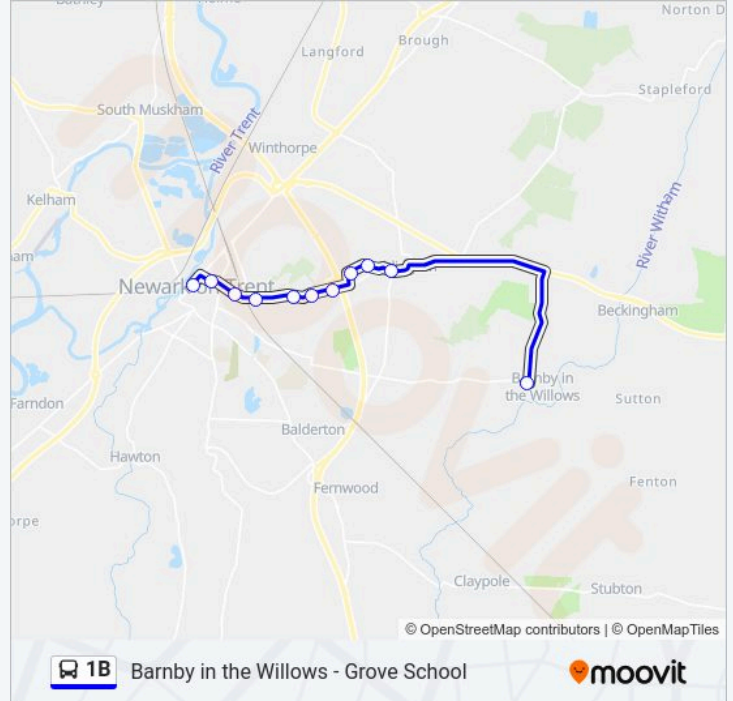 Norton D
Brough
Langford
Stapleford
South Muskham
River Trent
Winthorpe
Kelham
River Witham
am
Newark on Trent
Beckingham
Barnby in
the Willows
Sutton
Farndon
Balderton
Hawton
Fenton
Fernwood
orpe
Claypole
Stubton
© OpenStreetMap contributors | © OpenMapTiles
1B Barnby in the Willows - Grove School
moovit